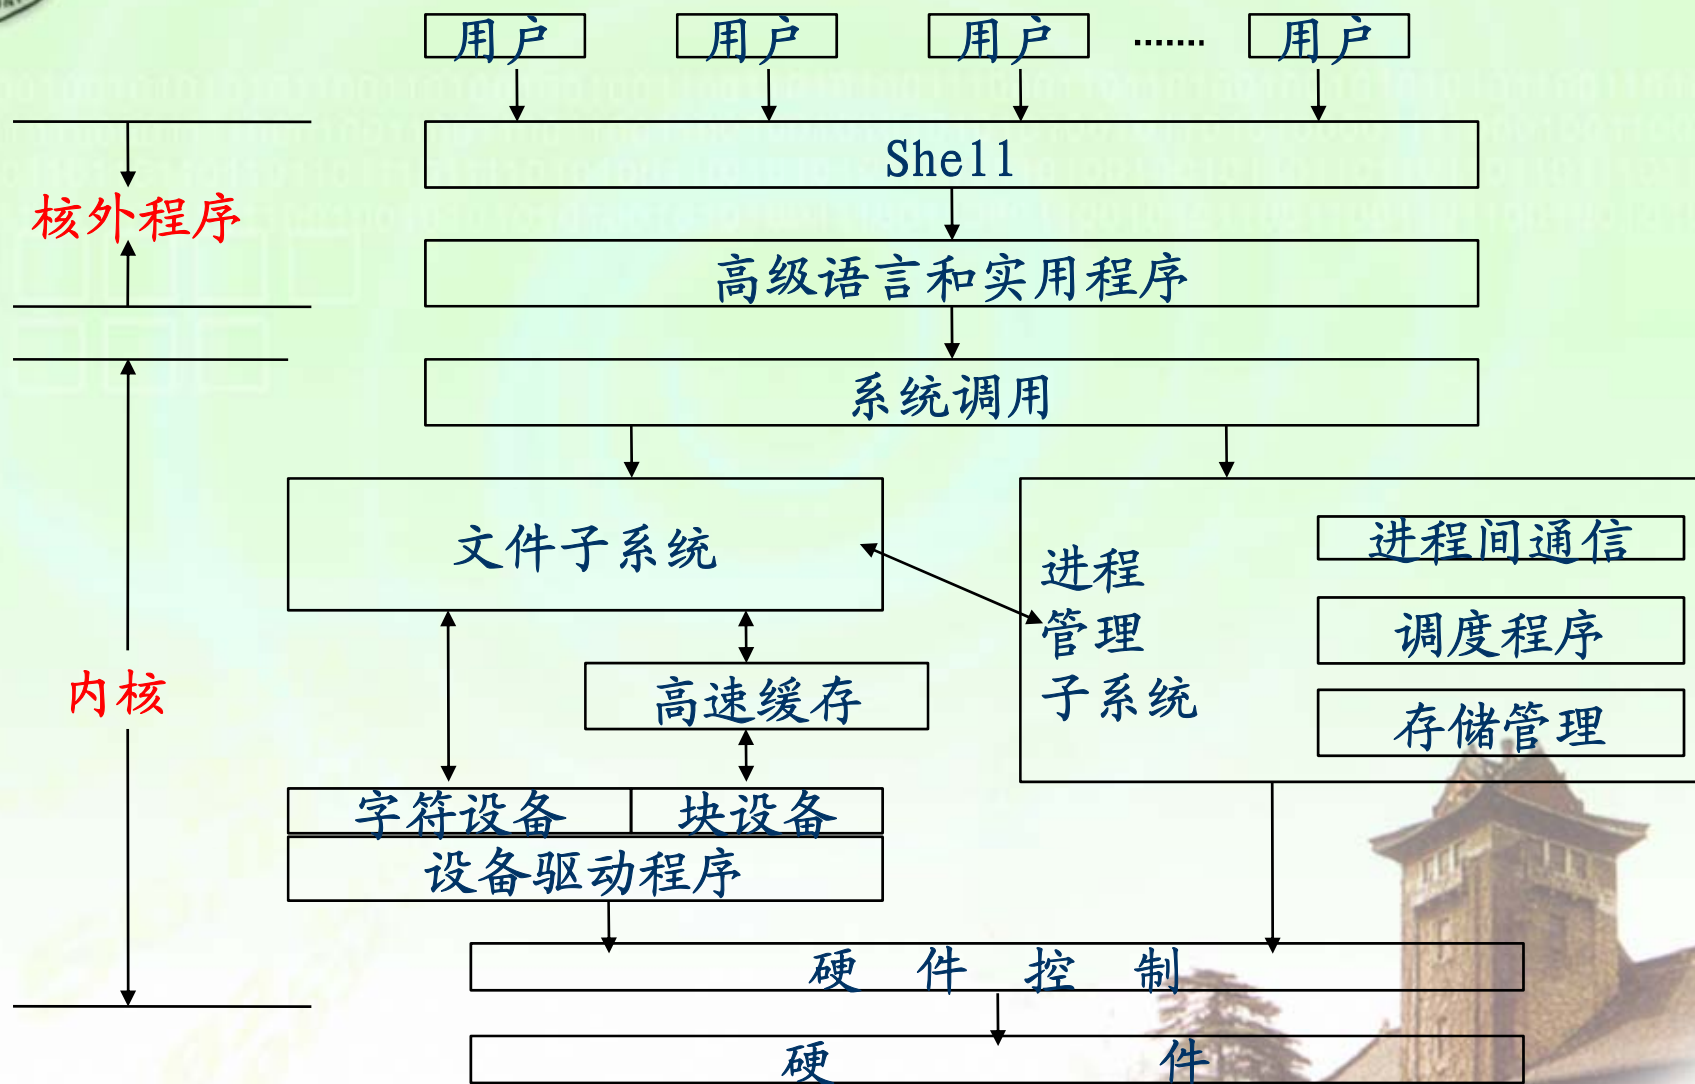 用户 用户 用户 ……. 用户
Shell
核外程序
高级语言和实用程序
系统调用
文件子系统
进程
管理
子系统
进程间通信
调度程序
存储管理
内核
高速缓存
字符设备 块设备
设备驱动程序
硬 件 控 制
硬 件